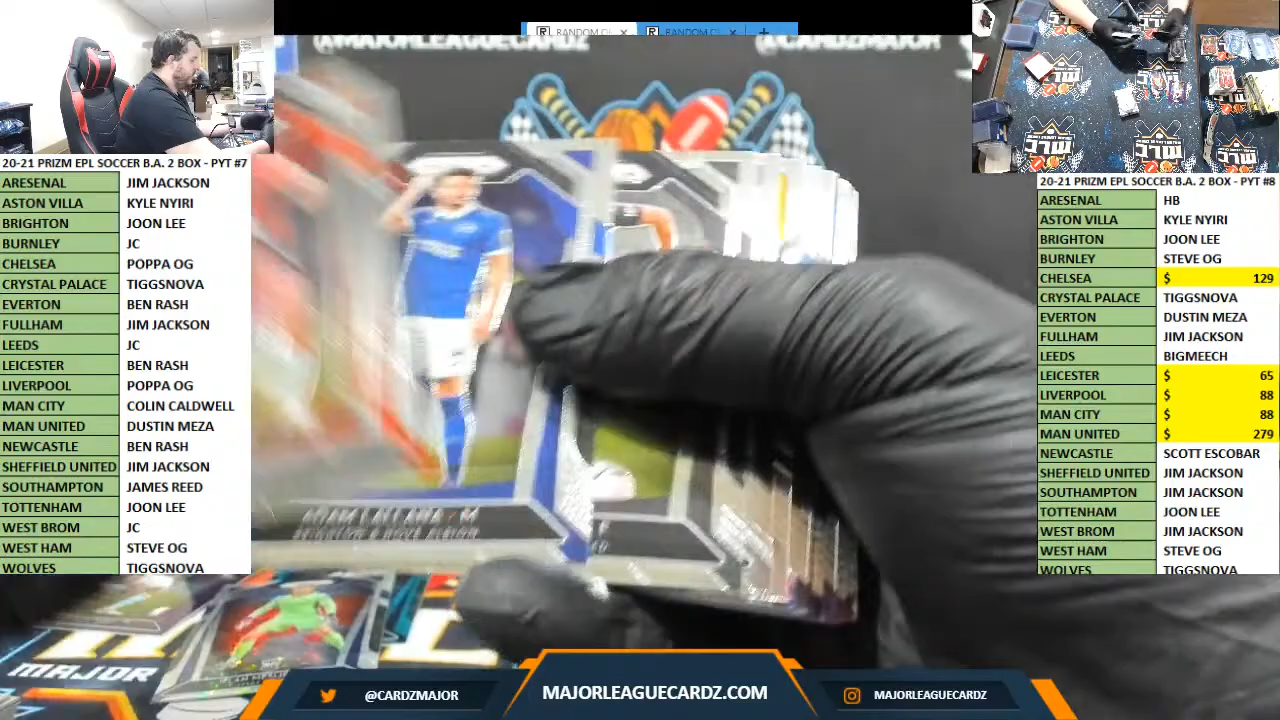 RANDOM
RANDOM
@MAJORLEAGUECARDZ
@CARDZMAJOR
20-21 PRIZM EPL SOCCER B.A. 2 BOX - PYT #7
ARESENAL JIM JACKSON
ASTON VILLA KYLE NYIRI
BRIGHTON JOON LEE
BURNLEY JC
CHELSEA POPPA OG
CRYSTAL PALACE TIGGSNOVA
EVERTON BEN RASH
FULLHAM JIM JACKSON
LEEDS JC
LEICESTER BEN RASH
LIVERPOOL POPPA OG
MAN CITY COLIN CALDWELL
MAN UNITED DUSTIN MEZA
NEWCASTLE BEN RASH
SHEFFIELD UNITED JIM JACKSON
SOUTHAMPTON JAMES REED
TOTTENHAM JOON LEE
WEST BROM JC
WEST HAM STEVE OG
WOLVES TIGGSNOVA
20-21 PRIZM EPL SOCCER B.A. 2 BOX - PYT #8
ARESENAL HB
ASTON VILLA KYLE NYIRI
BRIGHTON JOON LEE
BURNLEY STEVE OG
CHELSEA $ 129
CRYSTAL PALACE TIGGSNOVA
EVERTON DUSTIN MEZA
FULLHAM JIM JACKSON
LEEDS BIGMEECH
LEICESTER $ 65
LIVERPOOL $ 88
MAN CITY $ 88
MAN UNITED $ 279
NEWCASTLE SCOTT ESCOBAR
SHEFFIELD UNITED JIM JACKSON
SOUTHAMPTON JIM JACKSON
TOTTENHAM JOON LEE
WEST BROM JIM JACKSON
WEST HAM STEVE OG
WOLVES TIGGSNOVA
MLC
MLC
MLC
MAJOR
@CARDZMAJOR
MAJORLEAGUECARDZ.COM
MAJORLEAGUECARDZ